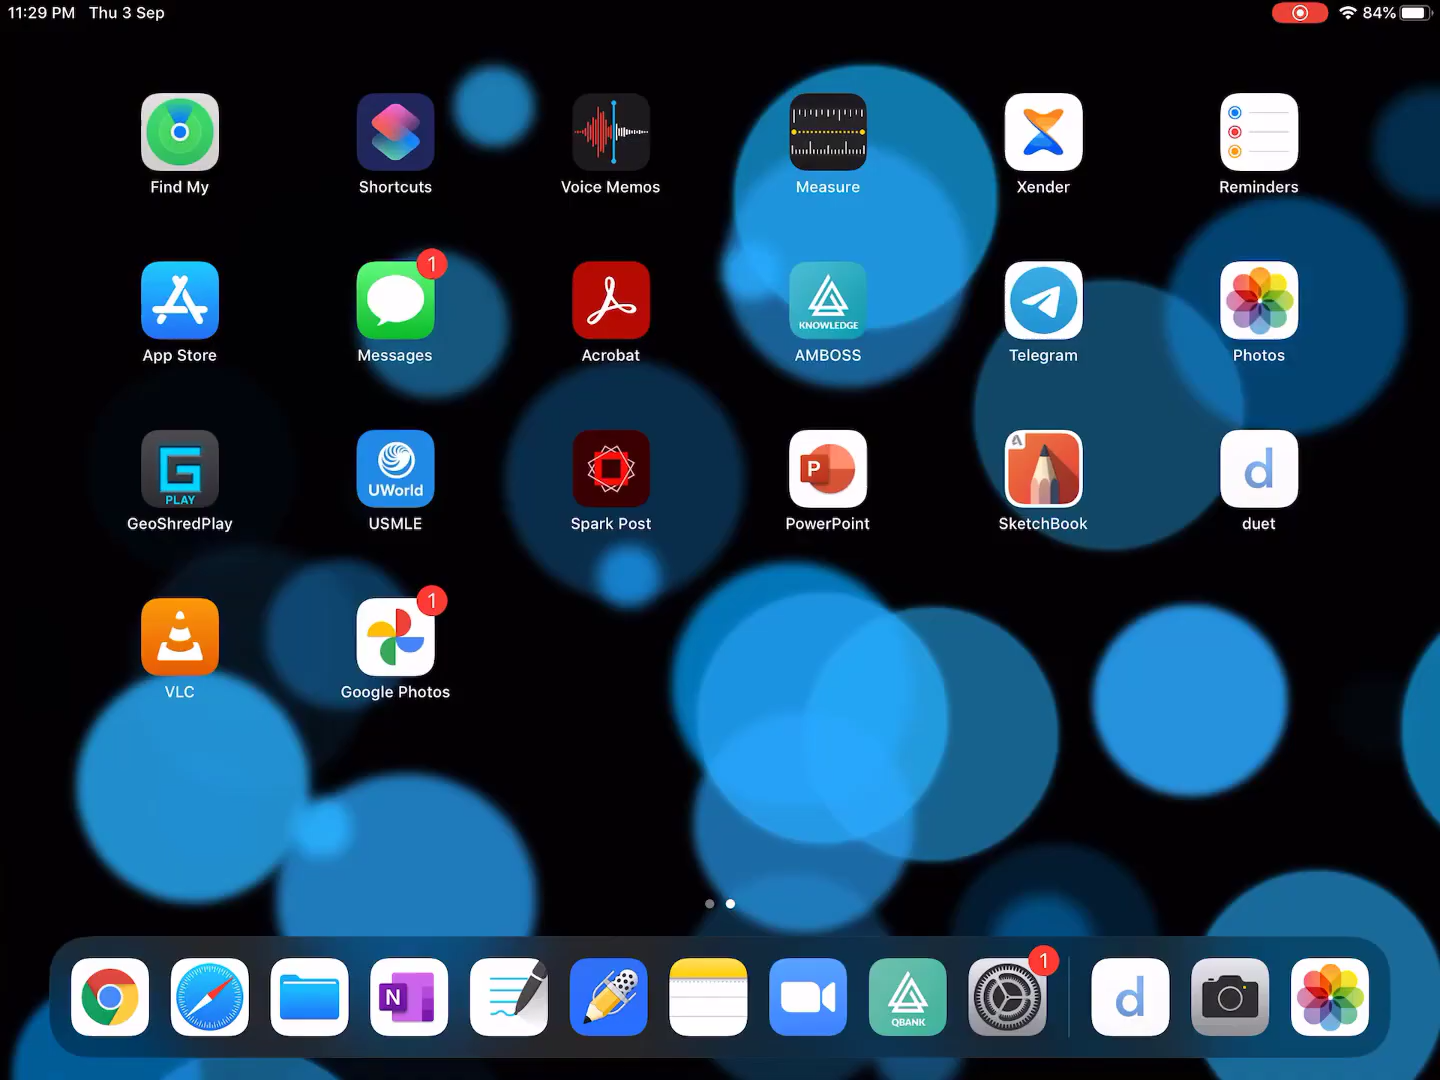 11:29 PM Thu 3 Sep 84%
Find My Shortcuts Voice Memos Measure Xender Reminders
1
KNOWLEDGE
App Store Messages Acrobat AMBOSS Telegram Photos
G PLAY UWorld P A d
GeoShredPlay USMLE Spark Post PowerPoint SketchBook duet
1
VLC Google Photos
1
N QBANK d